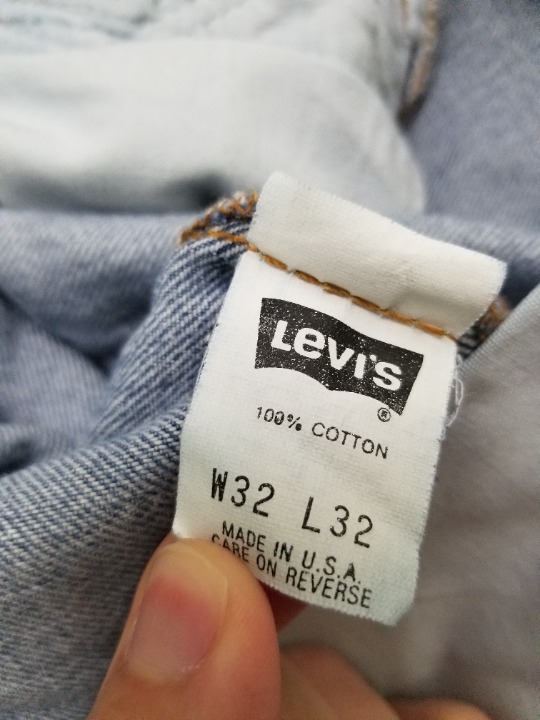 Levi's
®
100% COTTON
W32 L32
MADE IN U.S.A.
CARE ON REVERSE